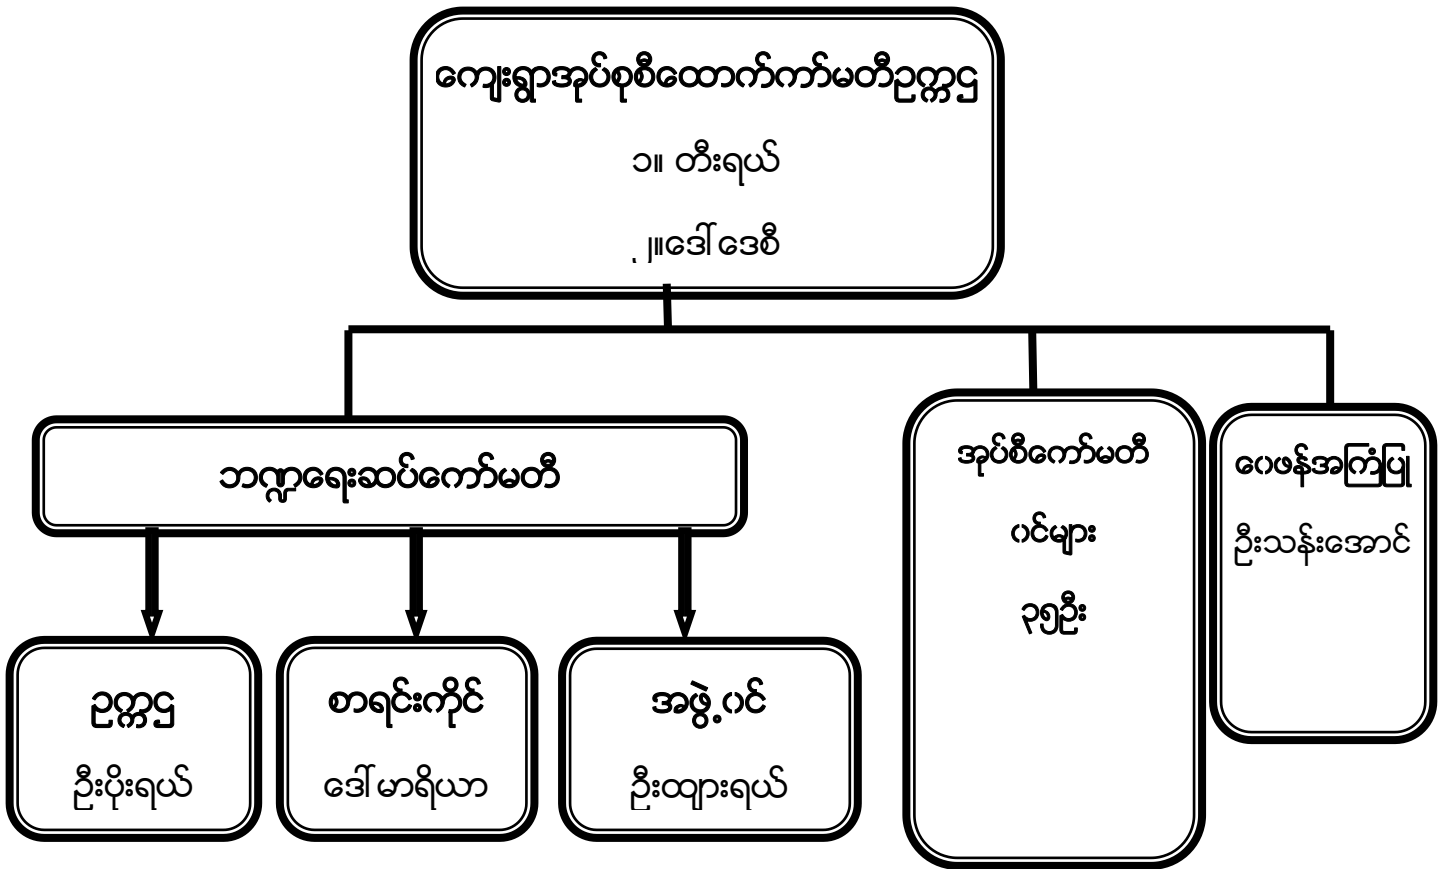 ကျေးရွာအုပ်စုစီထောက်ကာ်မတီဥက္ကဌ
၁။ တီးရယ်
၂။ဒေါ်ဒေစီ
ဘဏ္ဍရေးဆပ်ကော်မတီ
အုပ်စီကော်မတီ
ဝင်များ
၃၅ဦး
ဝေဖန်အကြံပြု
ဦးသန်းအောင်
ဥက္ကဌ
ဦးပိုးရယ်
စာရင်းကိုင်
ဒေါ်မာရိယာ
အဖွဲ့ဝင်
ဦးထျားရယ်